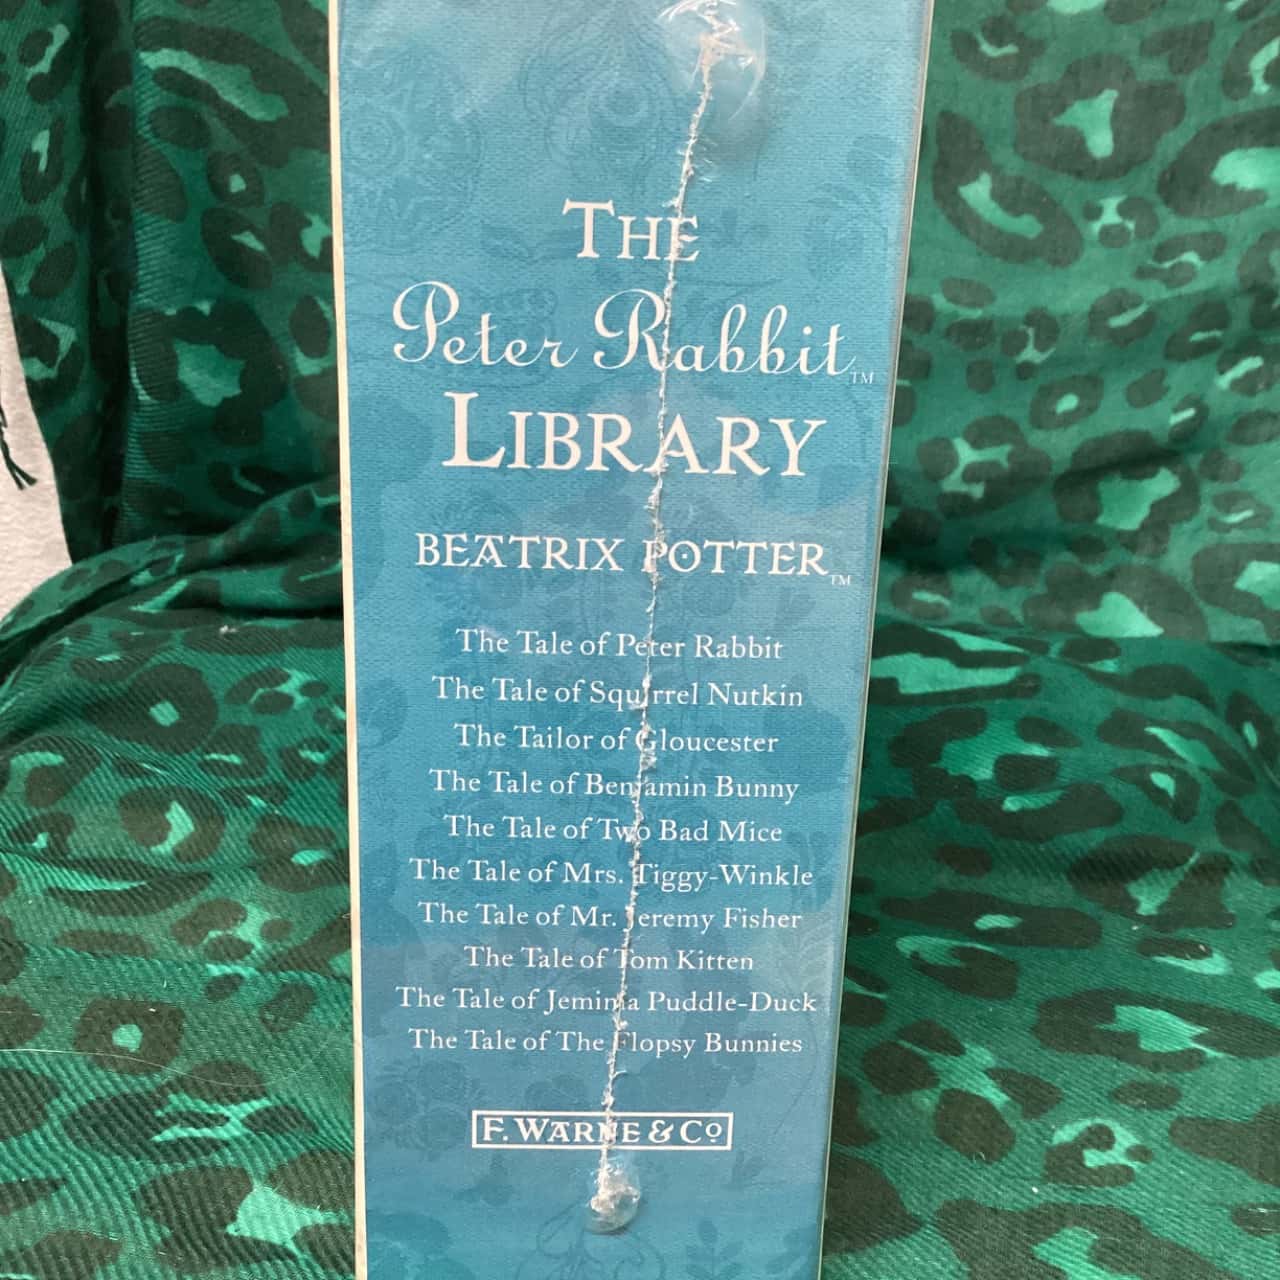 THE
Peter Rabbit™
LIBRARY
BEATRIX POTTER™
The Tale of Peter Rabbit
The Tale of Squirrel Nutkin
The Tailor of Gloucester
The Tale of Benjamin Bunny
The Tale of Two Bad Mice
The Tale of Mrs. Tiggy-Winkle
The Tale of Mr. Jeremy Fisher
The Tale of Tom Kitten
The Tale of Jemima Puddle-Duck
The Tale of The Flopsy Bunnies
F. WARNE & Co